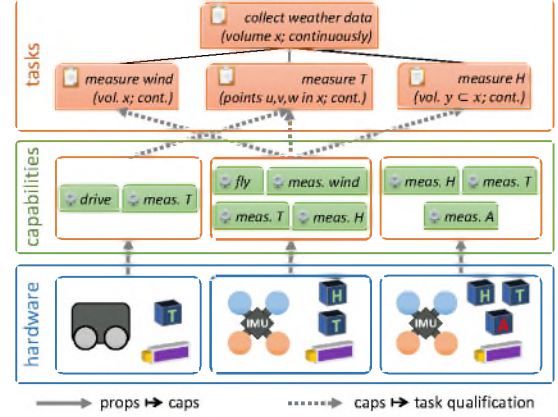 tasks
collect weather data
(volume x; continuously)
measure wind
(vol. x; cont.)
measure T
(points u,v,w in x; cont.)
measure H
(vol. y ⊂ x; cont.)
capabilities
drive
meas. T
fly
meas. wind
meas. T
meas. H
meas. H
meas. T
meas. A
hardware
T
IMU
H
T
IMU
H
T
A
props ↦ caps
caps ↦ task qualification